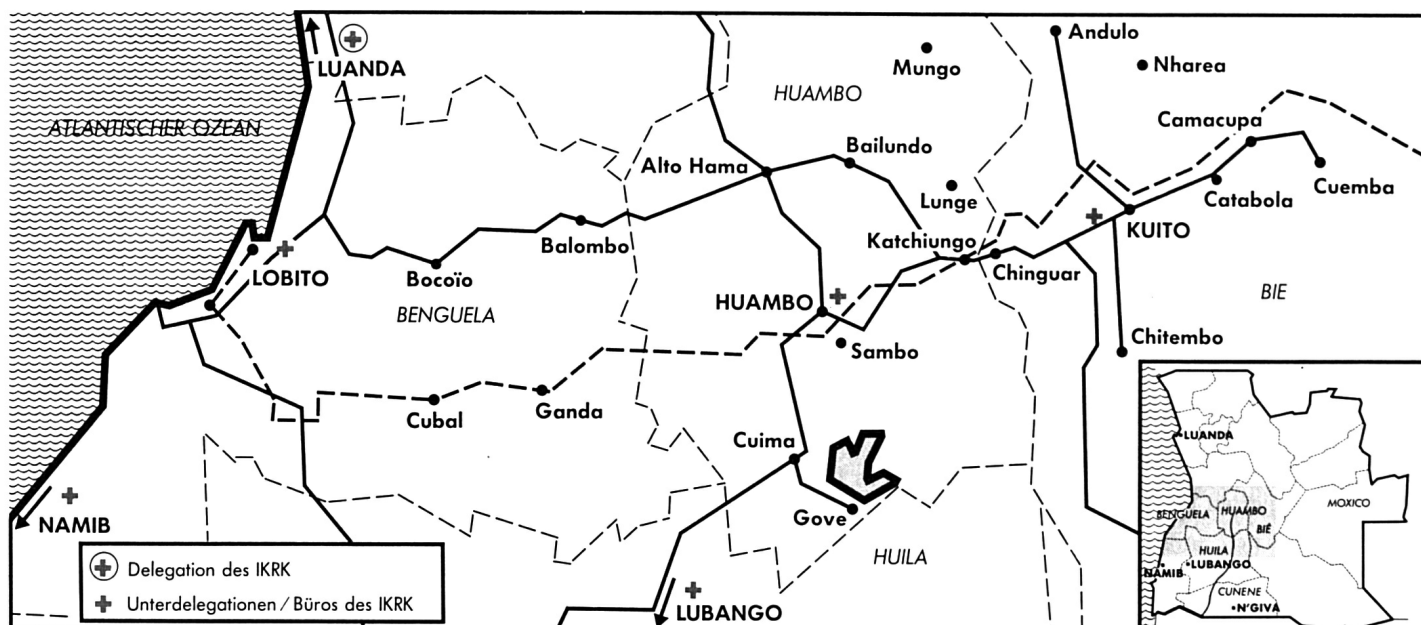 LUANDA
ATLANTISCHER OZEAN
HUAMBO
Mungo
Andulo
Nharea
Camacupa
Alto Hama
Bailundo
Cuemba
Lunge
Catabola
Balombo
KUITO
Katchiungo
LOBITO
Bocoïo
Chinguar
HUAMBO
BENGUELA
BIE
Sambo
Chitembo
Cubal
Ganda
Cuima
Gove
NAMIB
HUILA
LUBANGO
Delegation des IKRK
Unterdelegationen / Büros des IKRK
LUANDA
MOXICO
BENGUELA
HUAMBO
BIÉ
HUILA
NAMIB
LUBANGO
CUNENE
N'GIVA